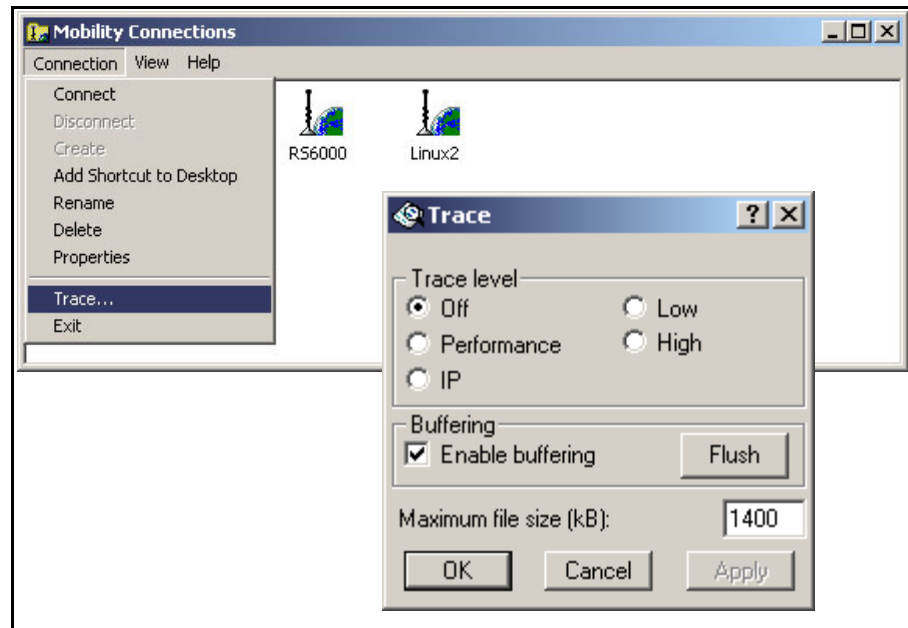 Mobility Connections
Connection View Help
Connect
Disconnect
Create
Add Shortcut to Desktop
Rename
Delete
Properties
Trace...
Exit
RS6000 Linux2
Trace
Trace level
Off Low
Performance High
IP
Buffering
Enable buffering Flush
Maximum file size (kB): 1400
OK Cancel Apply